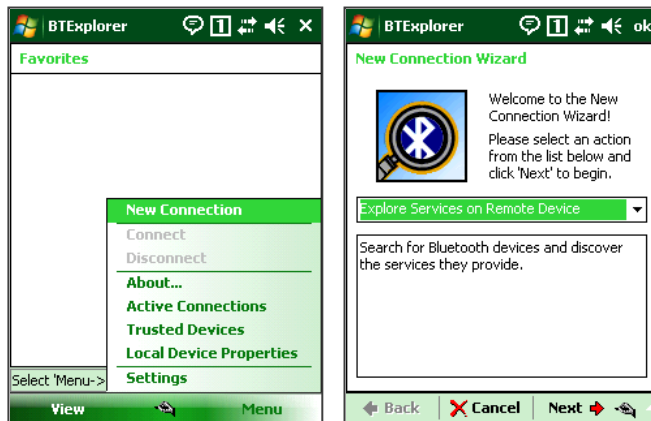 BTExplorer
Favorites
New Connection
Connect
Disconnect
About...
Active Connections
Trusted Devices
Local Device Properties
Settings
Select 'Menu->
View
Menu
BTExplorer
ok
New Connection Wizard
Welcome to the New
Connection Wizard!
Please select an action
from the list below and
click 'Next' to begin.
Explore Services on Remote Device
Search for Bluetooth devices and discover
the services they provide.
Back
Cancel
Next